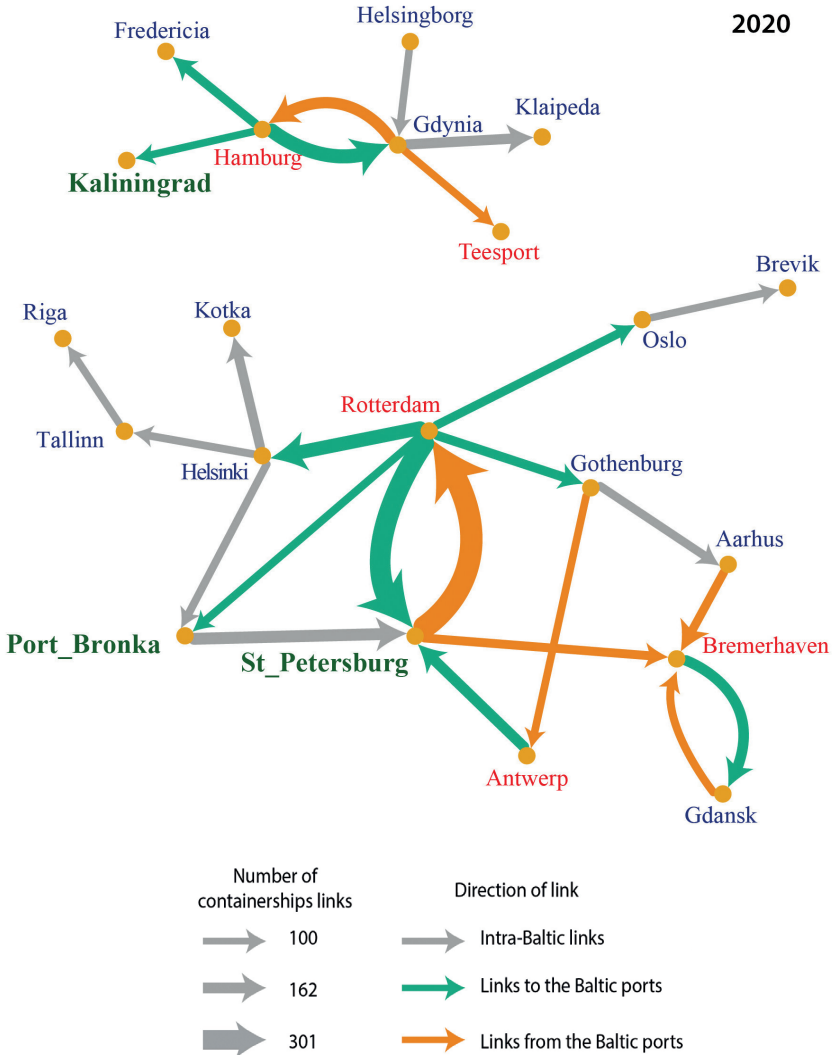 2020
Helsingborg
Fredericia
Klaipeda
Gdynia
Hamburg
Kaliningrad
Teesport
Brevik
Riga
Kotka
Oslo
Rotterdam
Tallinn
Helsinki
Gothenburg
Aarhus
Port_Bronka
St_Petersburg
Bremerhaven
Antwerp
Gdansk
Number of
containerships links
100
162
301
Direction of link
Intra-Baltic links
Links to the Baltic ports
Links from the Baltic ports